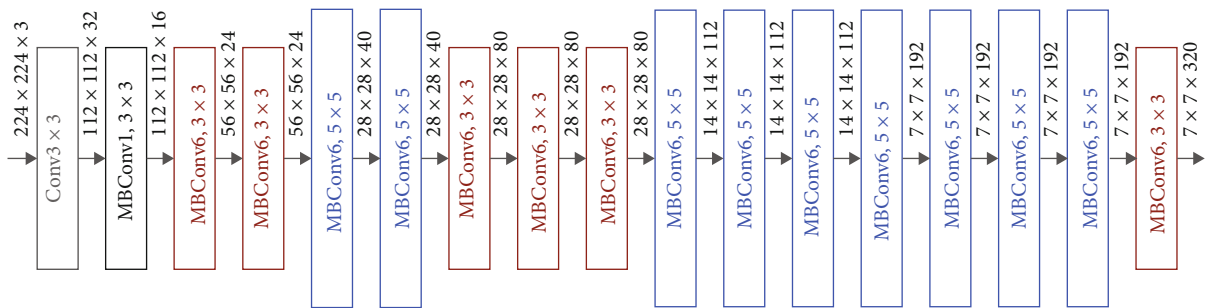 224 × 224 × 3
Conv3 × 3
112 × 112 × 32
MBConv1, 3 × 3
112 × 112 × 16
MBConv6, 3 × 3
56 × 56 × 24
MBConv6, 3 × 3
56 × 56 × 24
MBConv6, 5 × 5
28 × 28 × 40
MBConv6, 5 × 5
28 × 28 × 40
MBConv6, 3 × 3
28 × 28 × 80
MBConv6, 3 × 3
28 × 28 × 80
MBConv6, 3 × 3
28 × 28 × 80
MBConv6, 5 × 5
14 × 14 × 112
MBConv6, 5 × 5
14 × 14 × 112
MBConv6, 5 × 5
14 × 14 × 112
MBConv6, 5 × 5
7 × 7 × 192
MBConv6, 5 × 5
7 × 7 × 192
MBConv6, 5 × 5
7 × 7 × 192
MBConv6, 5 × 5
7 × 7 × 192
MBConv6, 3 × 3
7 × 7 × 320